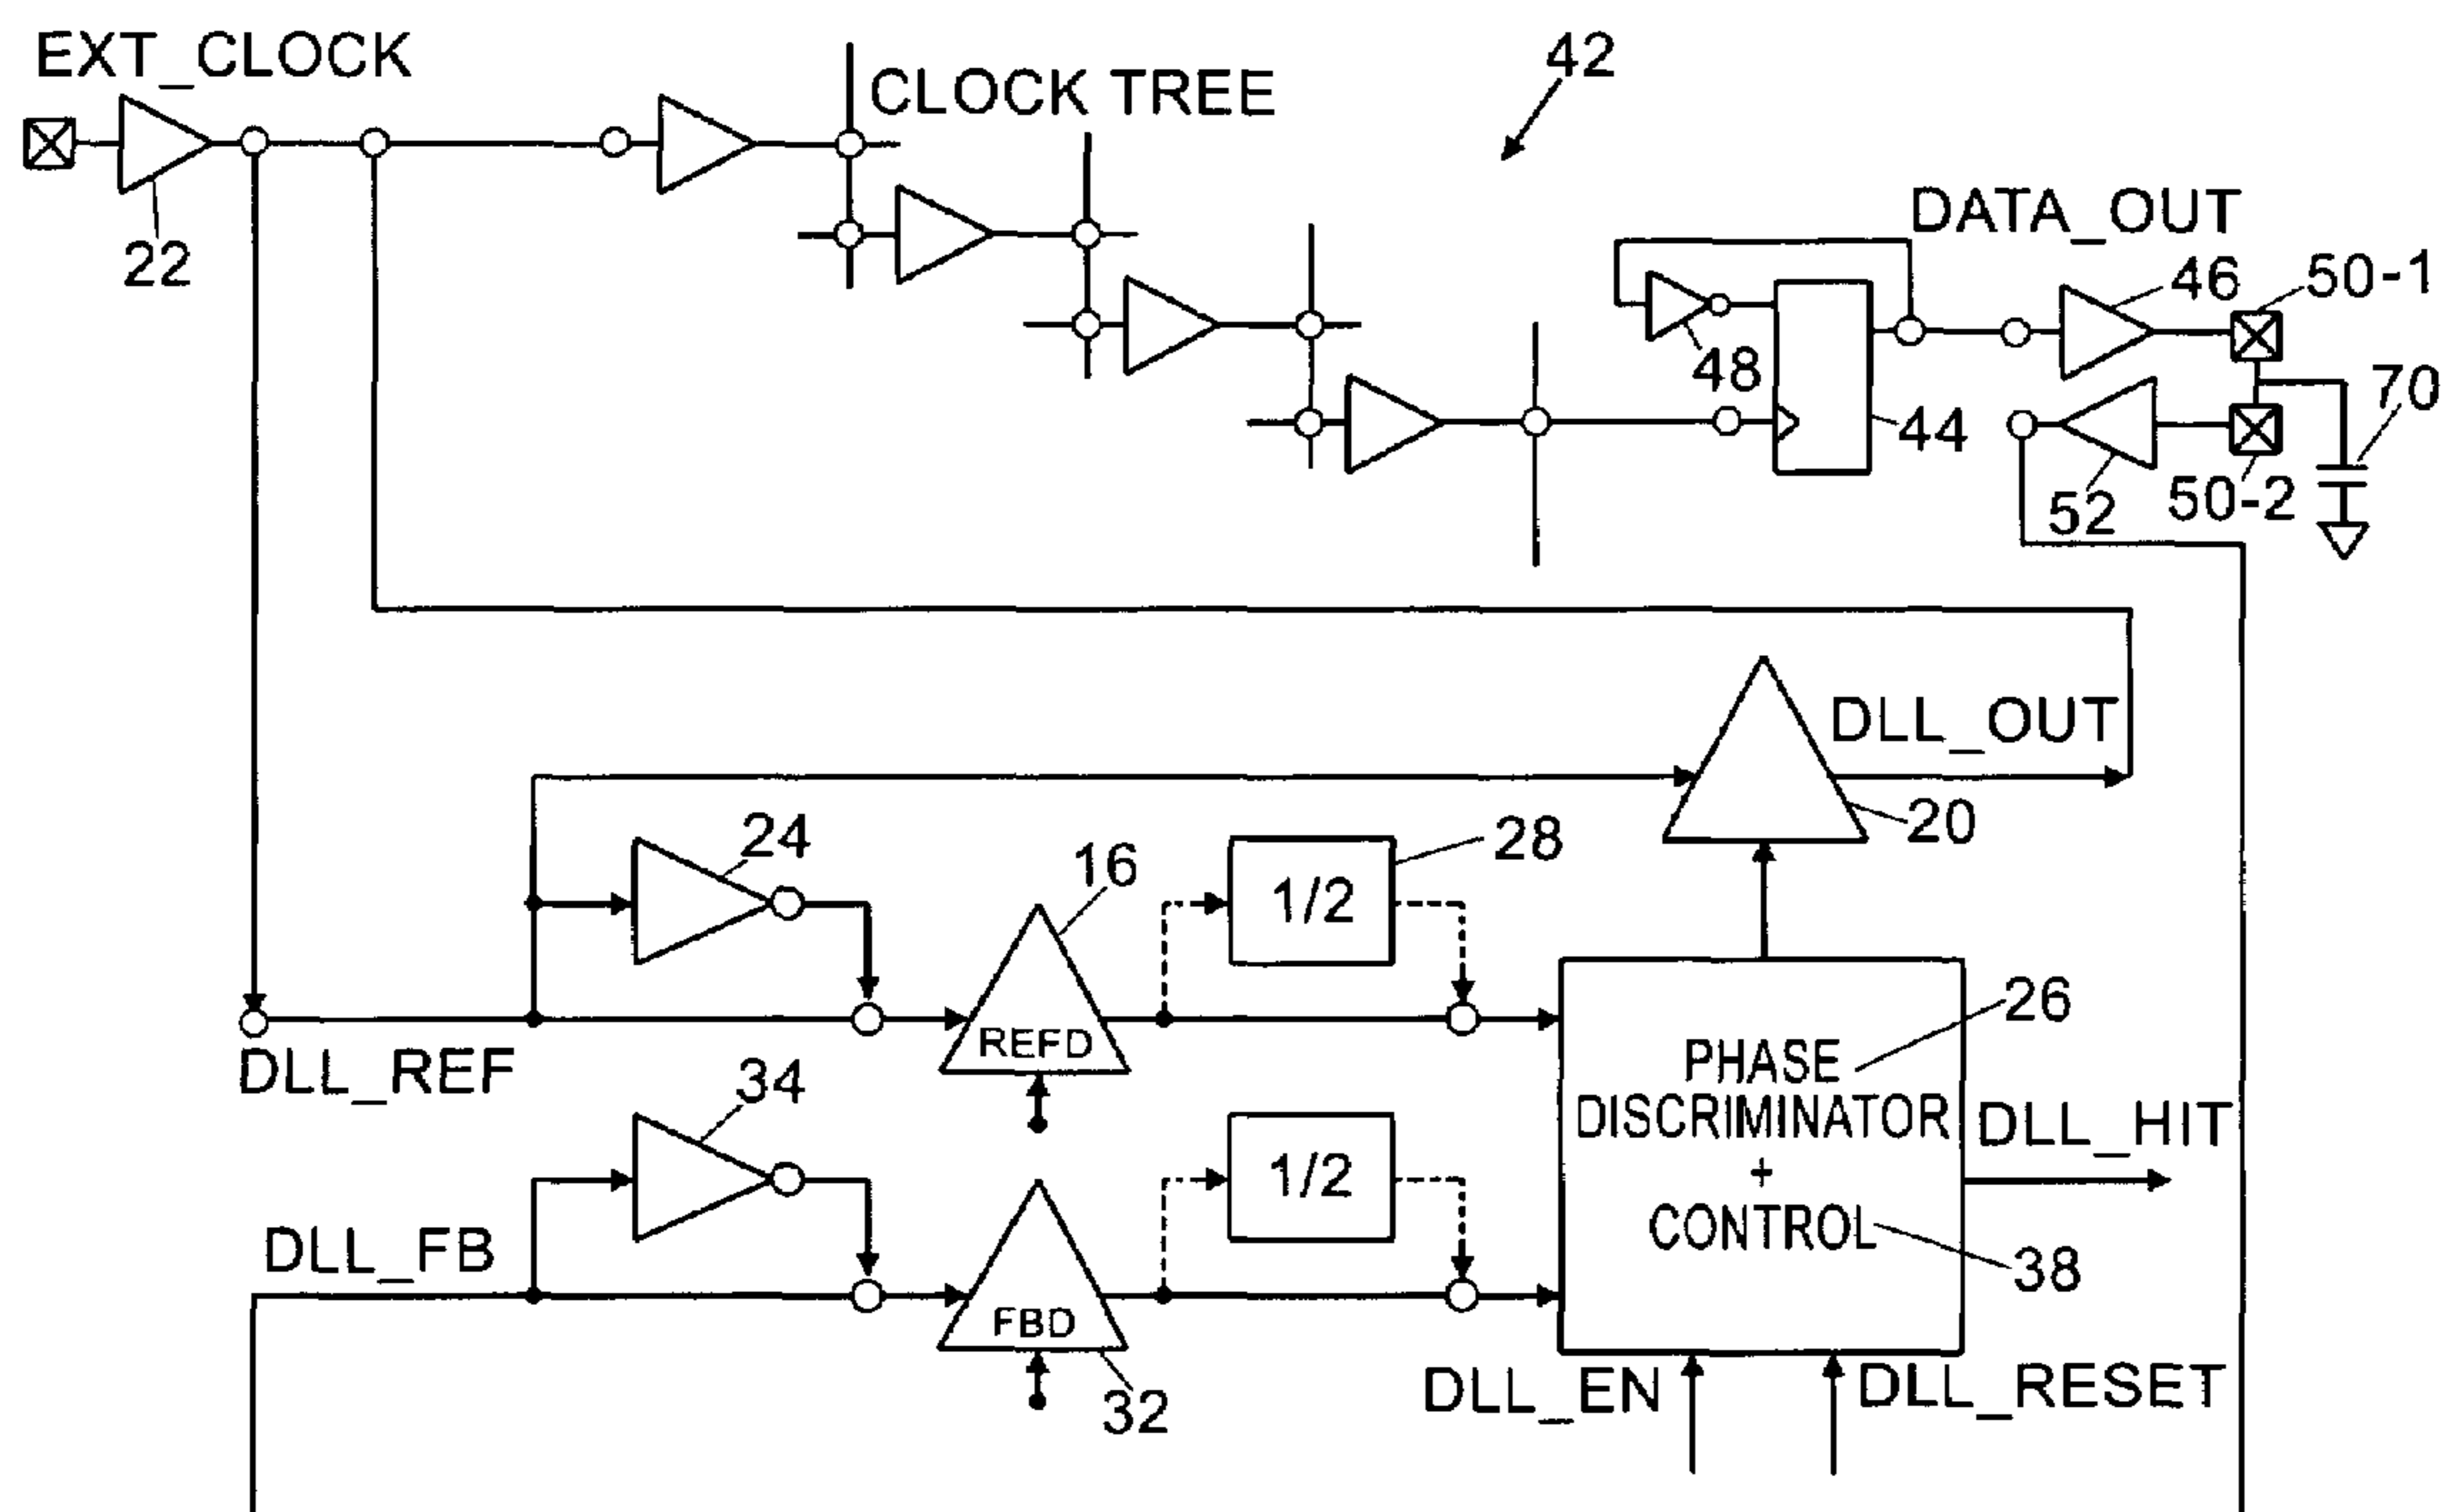 EXT_CLOCK
42
CLOCK TREE
22
DATA_OUT
46
50-1
48
70
44
52
50-2
DLL_OUT
20
24
16
28
1/2
26
REFD
DLL_REF
PHASE
DISCRIMINATOR
+
CONTROL
38
34
1/2
DLL_HIT
DLL_FB
FBD
32
DLL_EN
DLL_RESET